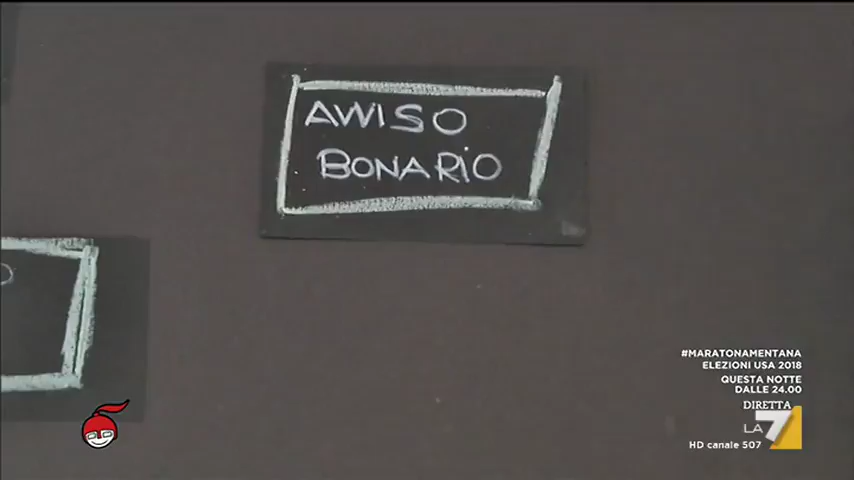 AVVISO
BONARIO
#MARATONAMENTANA
ELEZIONI USA 2018
QUESTA NOTTE
DALLE 24.00
DIRETTA
LA7
HD canale 507